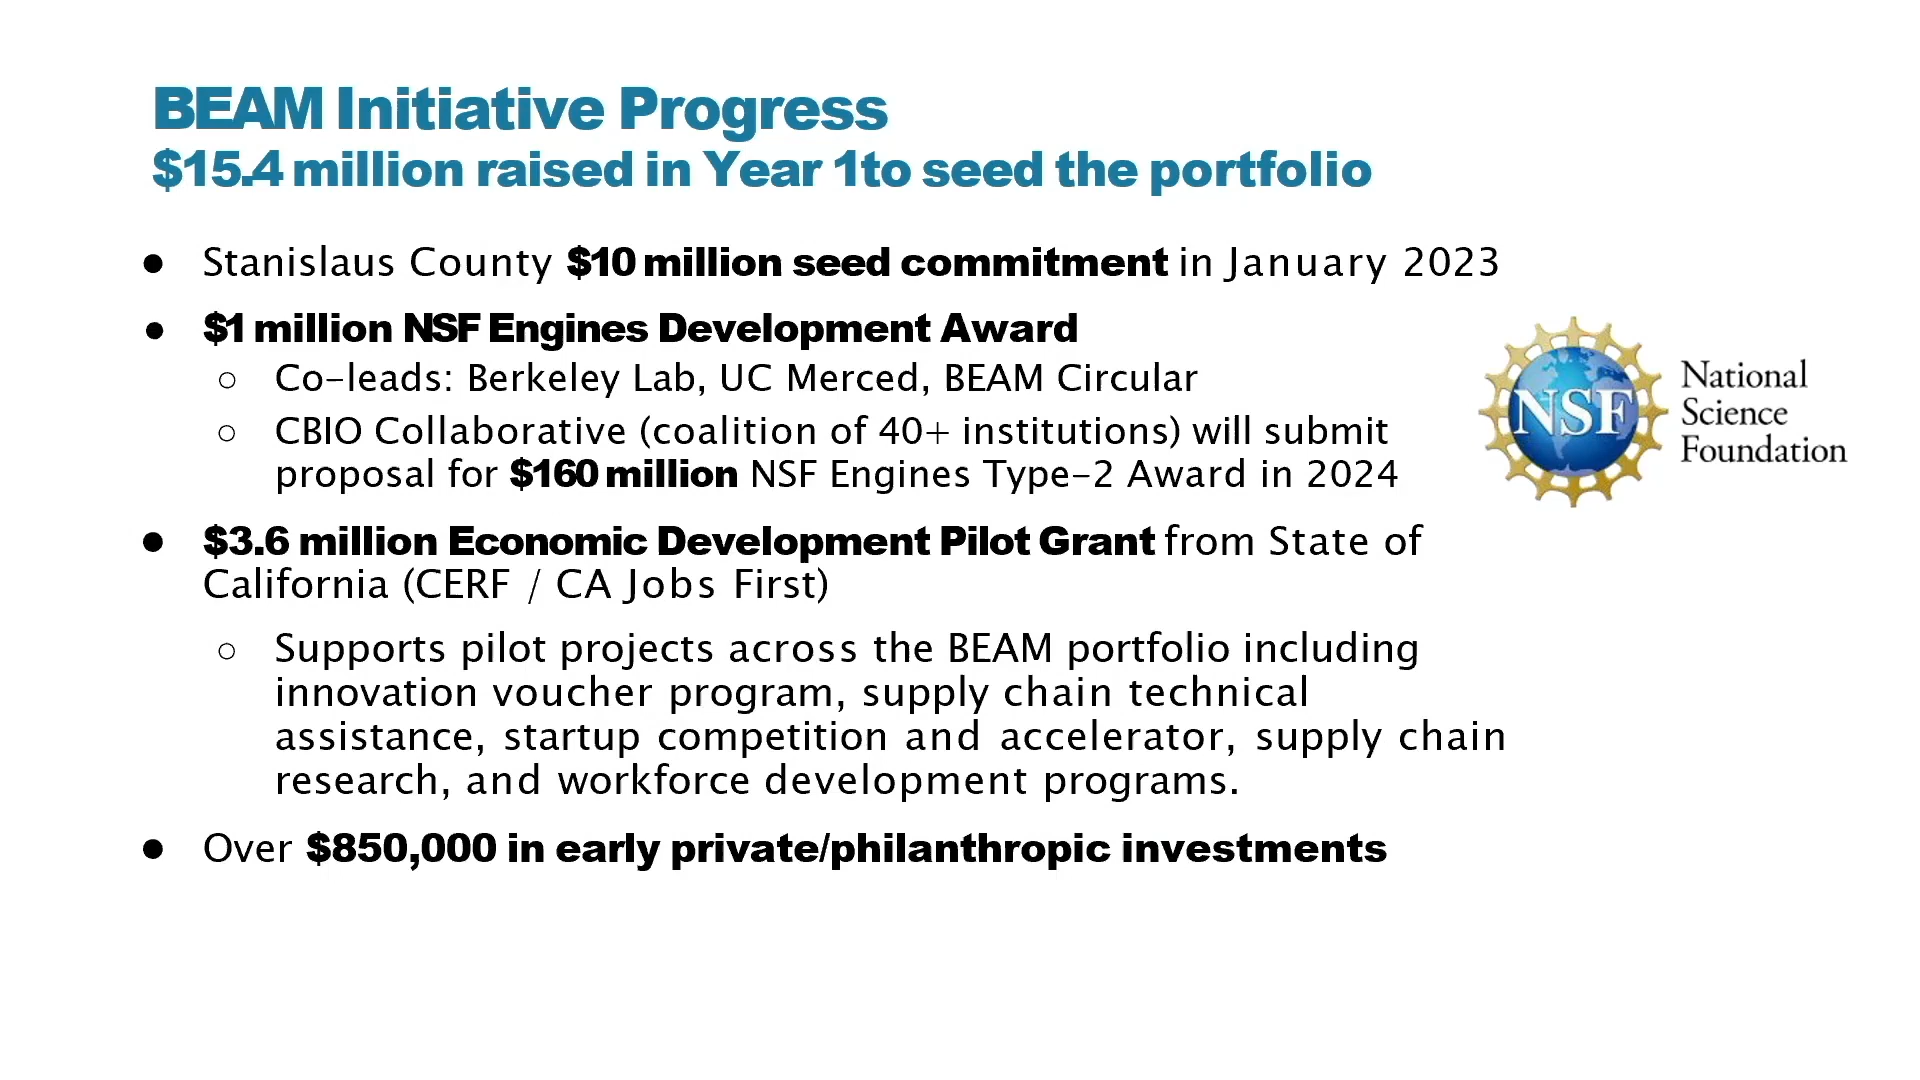 BEAM Initiative Progress
$15.4 million raised in Year 1to seed the portfolio
● Stanislaus County $10 million seed commitment in January 2023
● $1 million NSF Engines Development Award
○ Co-leads: Berkeley Lab, UC Merced, BEAM Circular
○ CBIO Collaborative (coalition of 40+ institutions) will submit
proposal for $160 million NSF Engines Type-2 Award in 2024
NSF
National
Science
Foundation
● $3.6 million Economic Development Pilot Grant from State of
California (CERF / CA Jobs First)
○ Supports pilot projects across the BEAM portfolio including
innovation voucher program, supply chain technical
assistance, startup competition and accelerator, supply chain
research, and workforce development programs.
● Over $850,000 in early private/philanthropic investments